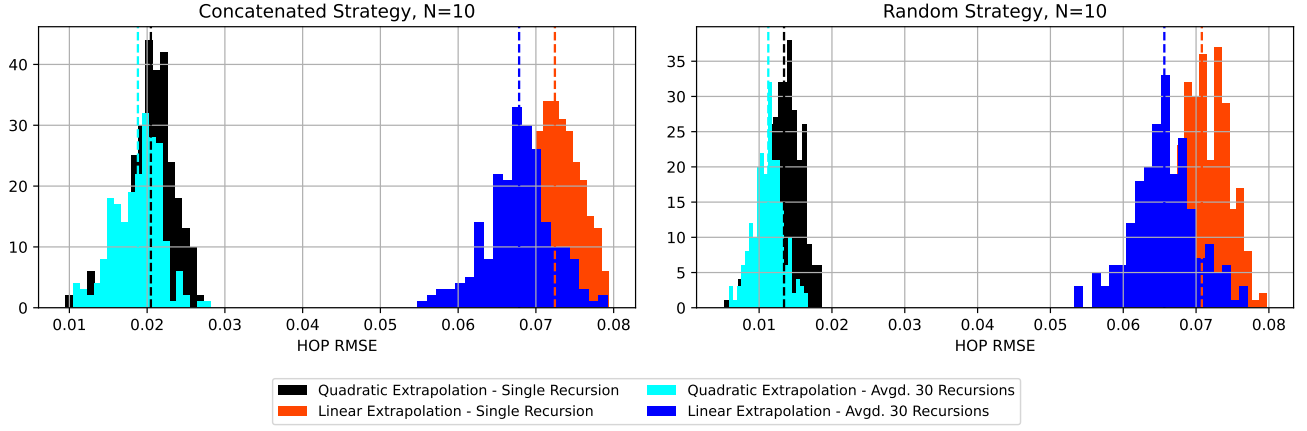 Concatenated Strategy, N=10
40
30
20
10
0
0.01 0.02 0.03 0.04 0.05 0.06 0.07 0.08
HOP RMSE
Random Strategy, N=10
35
30
25
20
15
10
5
0
0.01 0.02 0.03 0.04 0.05 0.06 0.07 0.08
HOP RMSE
Quadratic Extrapolation - Single Recursion
Linear Extrapolation - Single Recursion
Quadratic Extrapolation - Avgd. 30 Recursions
Linear Extrapolation - Avgd. 30 Recursions